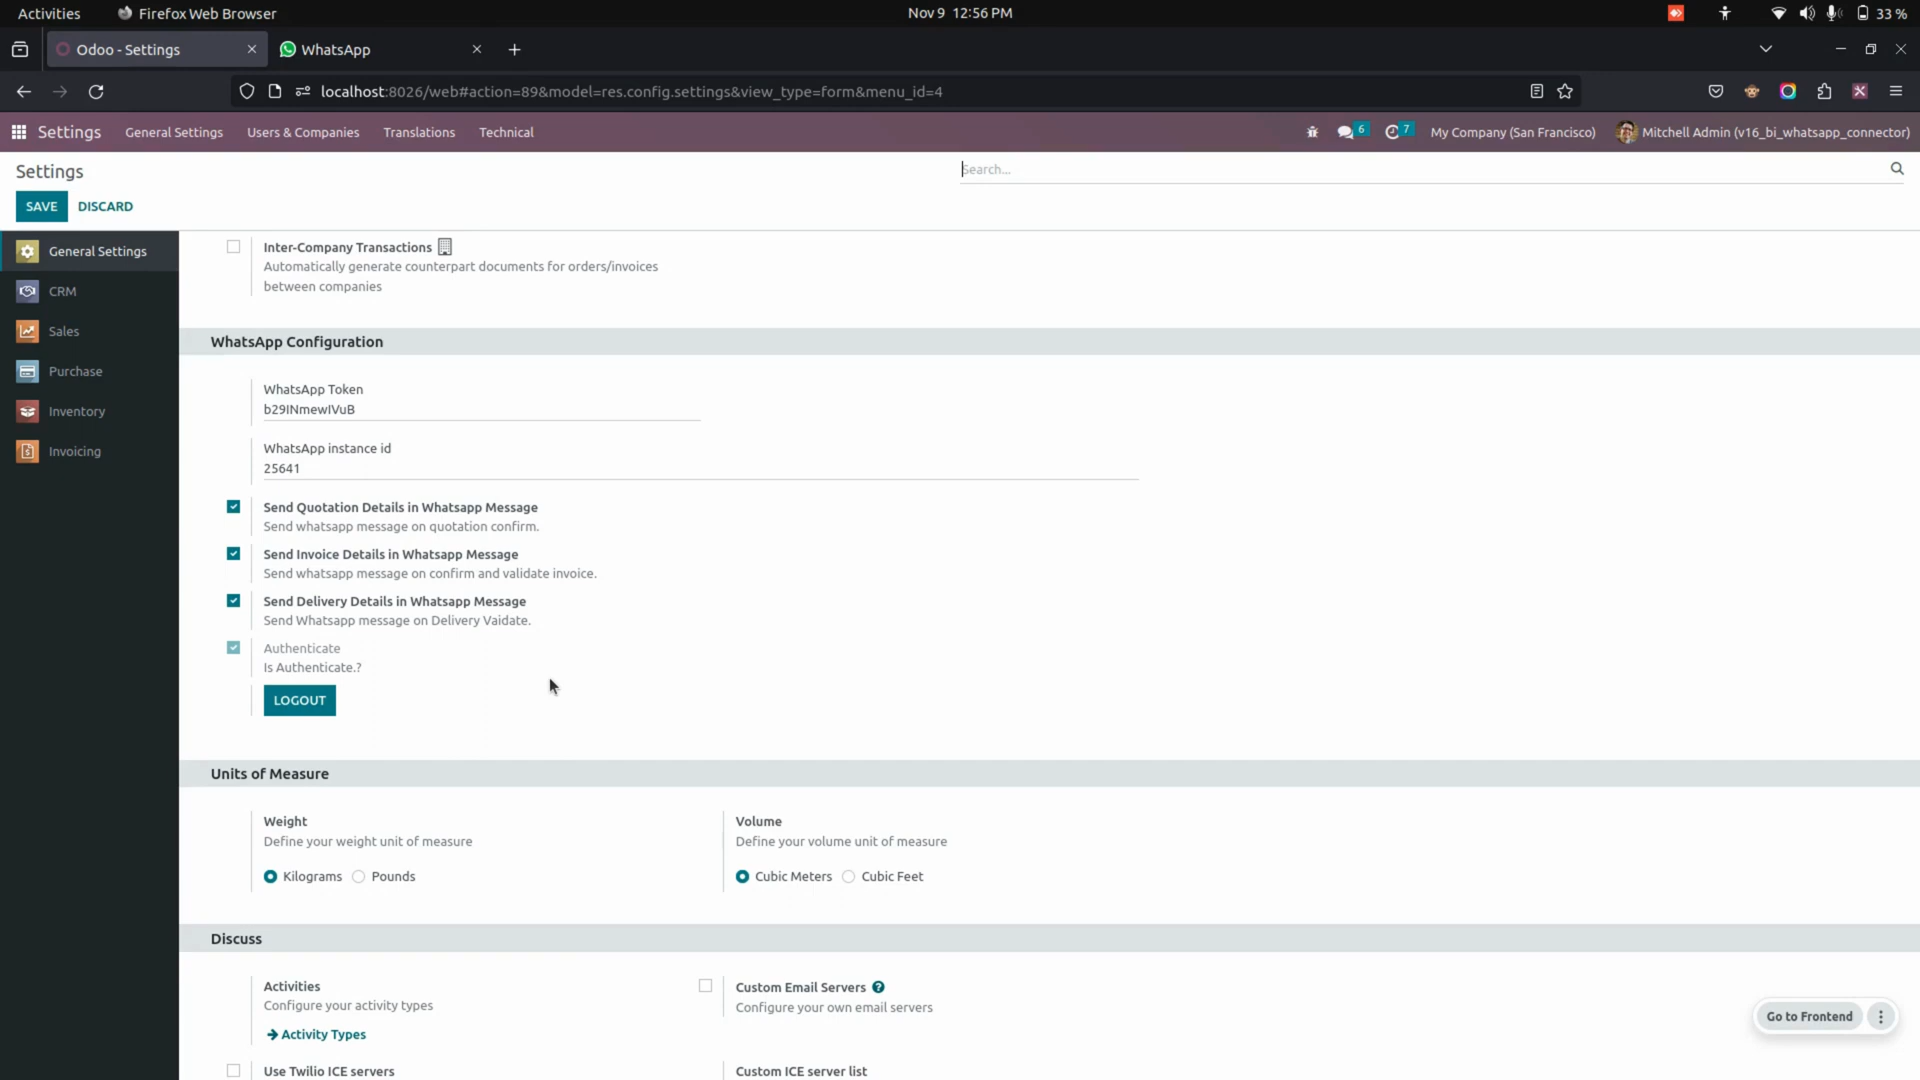 Activities
Firefox Web Browser
Nov 9 12:56 PM
33 %
Odoo - Settings
WhatsApp
localhost:8026/web#action=89&model=res.config.settings&view_type=form&menu_id=4
Settings
General Settings
Users & Companies
Translations
Technical
6
7
My Company (San Francisco)
Mitchell Admin (v16_bi_whatsapp_connector)
Settings
Search...
SAVE
DISCARD
General Settings
CRM
Sales
Purchase
Inventory
Invoicing
Inter-Company Transactions
Automatically generate counterpart documents for orders/invoices
between companies
WhatsApp Configuration
WhatsApp Token
b29INmewIVuB
WhatsApp instance id
25641
Send Quotation Details in Whatsapp Message
Send whatsapp message on quotation confirm.
Send Invoice Details in Whatsapp Message
Send whatsapp message on confirm and validate invoice.
Send Delivery Details in Whatsapp Message
Send Whatsapp message on Delivery Vaidate.
Authenticate
Is Authenticate.?
LOGOUT
Units of Measure
Weight
Define your weight unit of measure
Kilograms
Pounds
Volume
Define your volume unit of measure
Cubic Meters
Cubic Feet
Discuss
Activities
Configure your activity types
Activity Types
Custom Email Servers
Configure your own email servers
Go to Frontend
Use Twilio ICE servers
Custom ICE server list